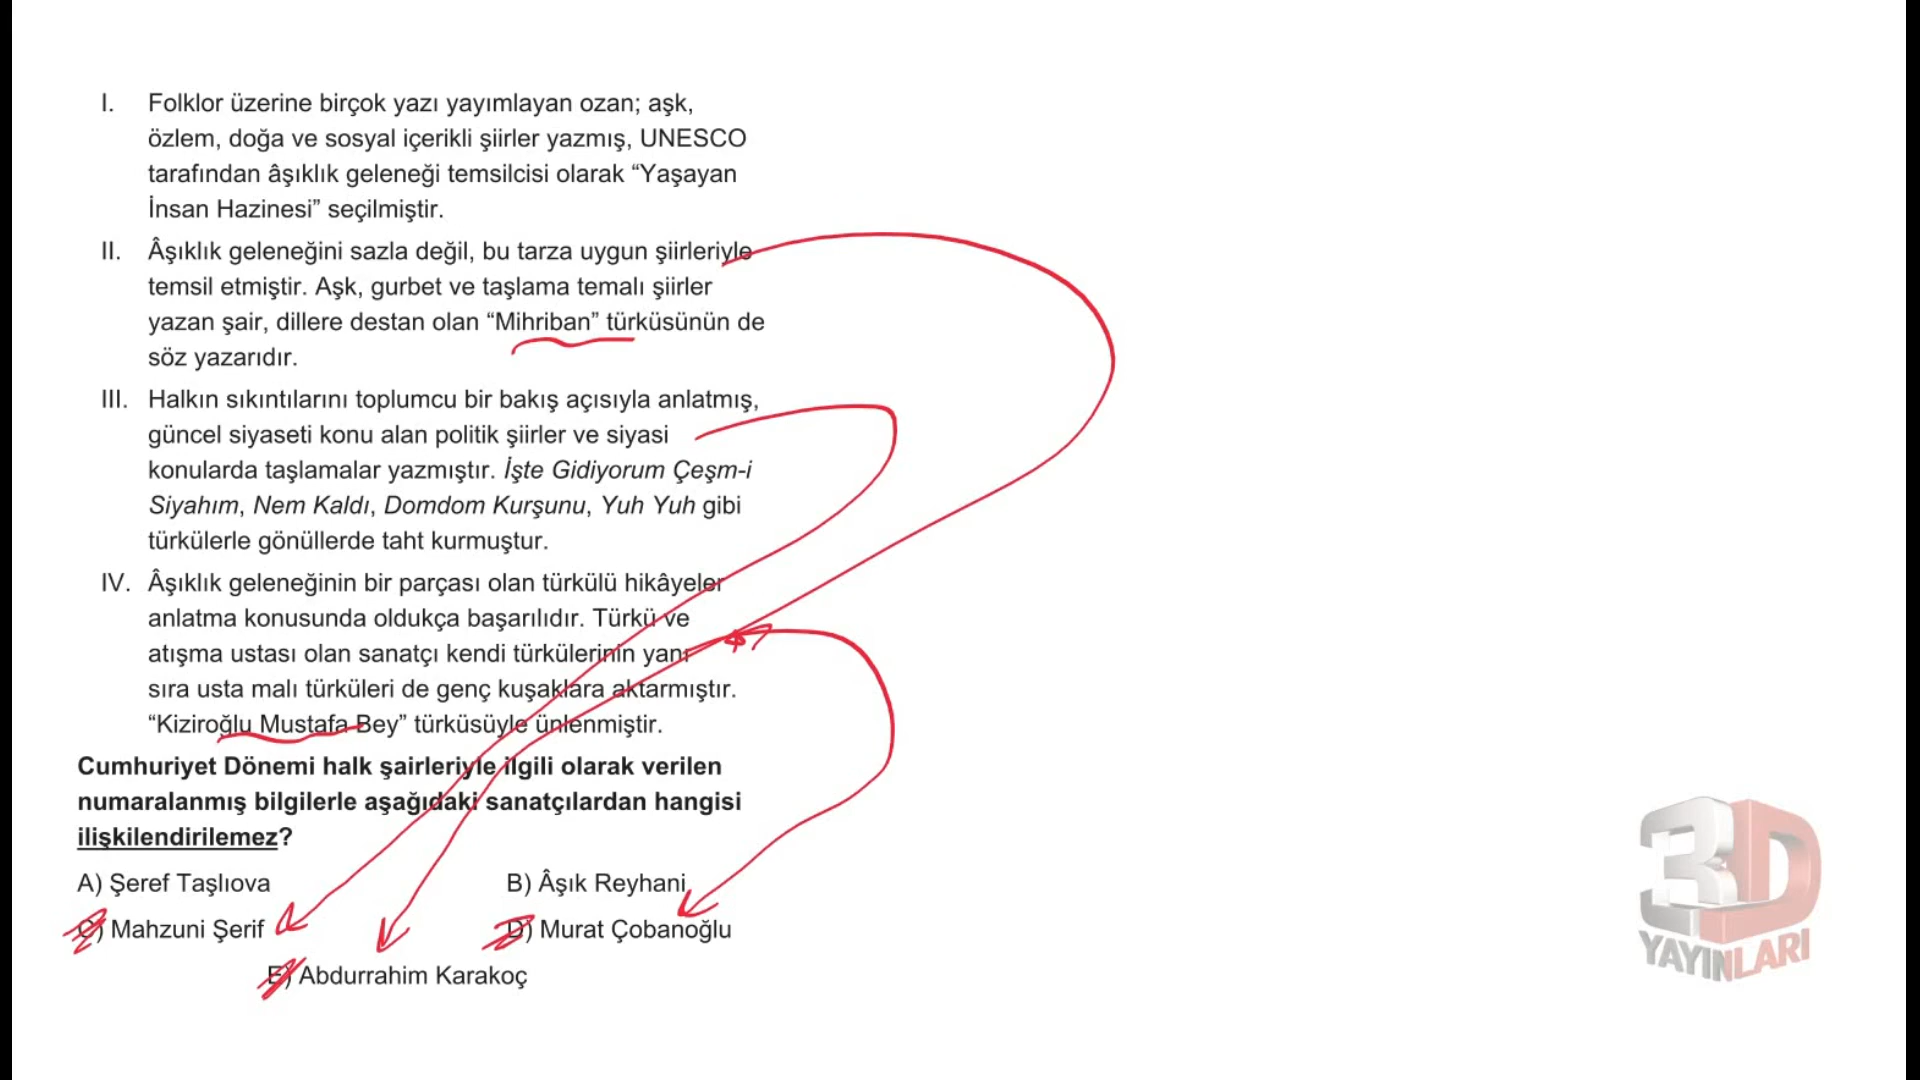 I. Folklor üzerine birçok yazı yayımlayan ozan; aşk,
özlem, doğa ve sosyal içerikli şiirler yazmış, UNESCO
tarafından âşıklık geleneği temsilcisi olarak “Yaşayan
İnsan Hazinesi” seçilmiştir.
II. Âşıklık geleneğini sazla değil, bu tarza uygun şiirleriyle
temsil etmiştir. Aşk, gurbet ve taşlama temalı şiirler
yazan şair, dillere destan olan “Mihriban” türküsünün de
söz yazarıdır.
III. Halkın sıkıntılarını toplumcu bir bakış açısıyla anlatmış,
güncel siyaseti konu alan politik şiirler ve siyasi
konularda taşlamalar yazmıştır. İşte Gidiyorum Çeşm-i
Siyahım, Nem Kaldı, Domdom Kurşunu, Yuh Yuh gibi
türkülerle gönüllerde taht kurmuştur.
IV. Âşıklık geleneğinin bir parçası olan türkülü hikâyeler
anlatma konusunda oldukça başarılıdır. Türkü ve
atışma ustası olan sanatçı kendi türkülerinin yanı
sıra usta malı türküleri de genç kuşaklara aktarmıştır.
“Kiziroğlu Mustafa Bey” türküsüyle ünlenmiştir.
Cumhuriyet Dönemi halk şairleriyle ilgili olarak verilen
numaralanmış bilgilerle aşağıdaki sanatçılardan hangisi
ilişkilendirilemez?
A) Şeref Taşlıova B) Âşık Reyhani
C) Mahzuni Şerif D) Murat Çobanoğlu
E) Abdurrahim Karakoç
3D
YAYINLARI